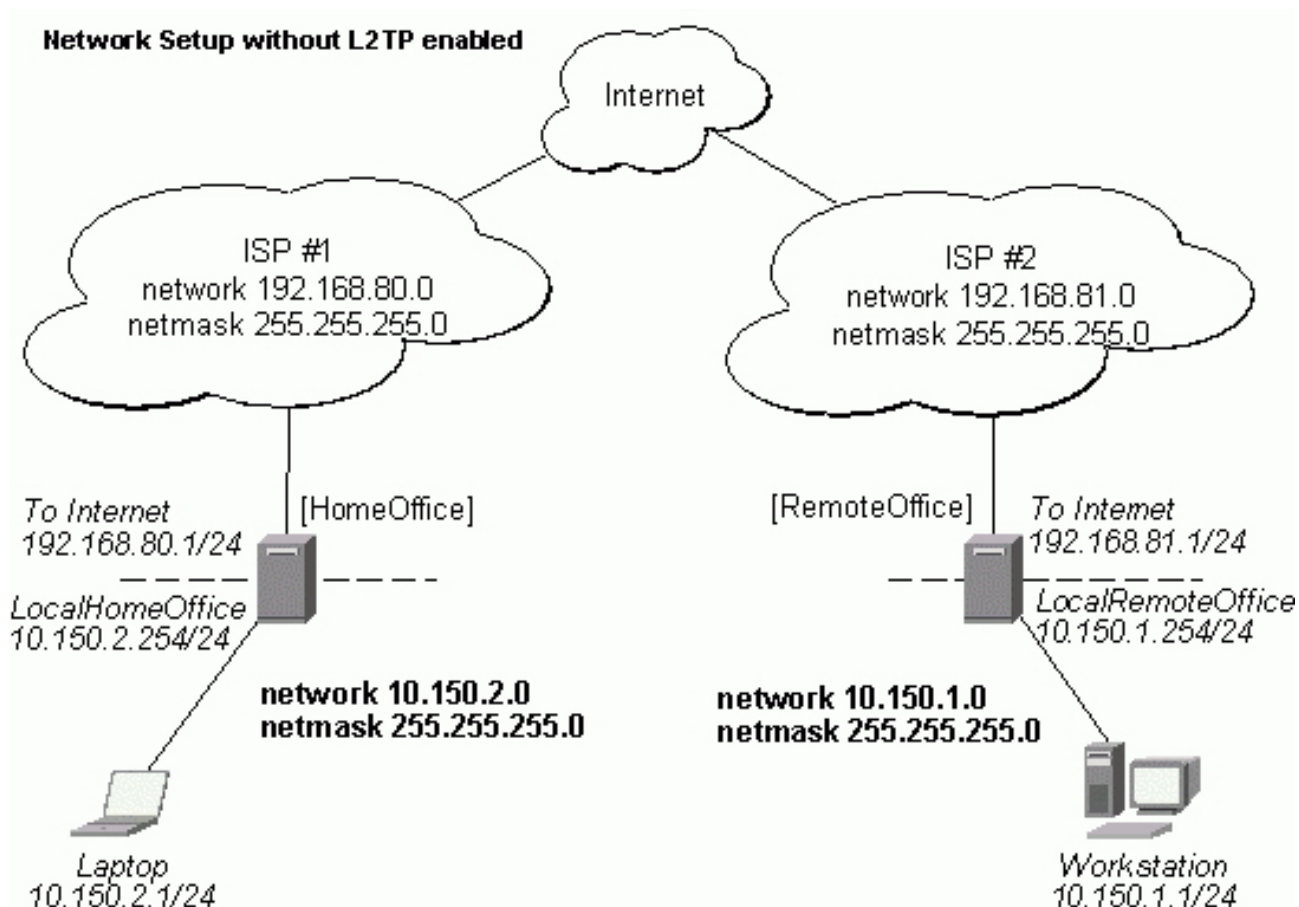 Network Setup without L2TP enabled
Internet
ISP #1
network 192.168.80.0
netmask 255.255.255.0
ISP #2
network 192.168.81.0
netmask 255.255.255.0
To Internet
192.168.80.1/24
[HomeOffice]
[RemoteOffice]
To Internet
192.168.81.1/24
LocalHomeOffice
10.150.2.254/24
LocalRemoteOffice
10.150.1.254/24
network 10.150.2.0
netmask 255.255.255.0
network 10.150.1.0
netmask 255.255.255.0
Laptop
10.150.2.1/24
Workstation
10.150.1.1/24